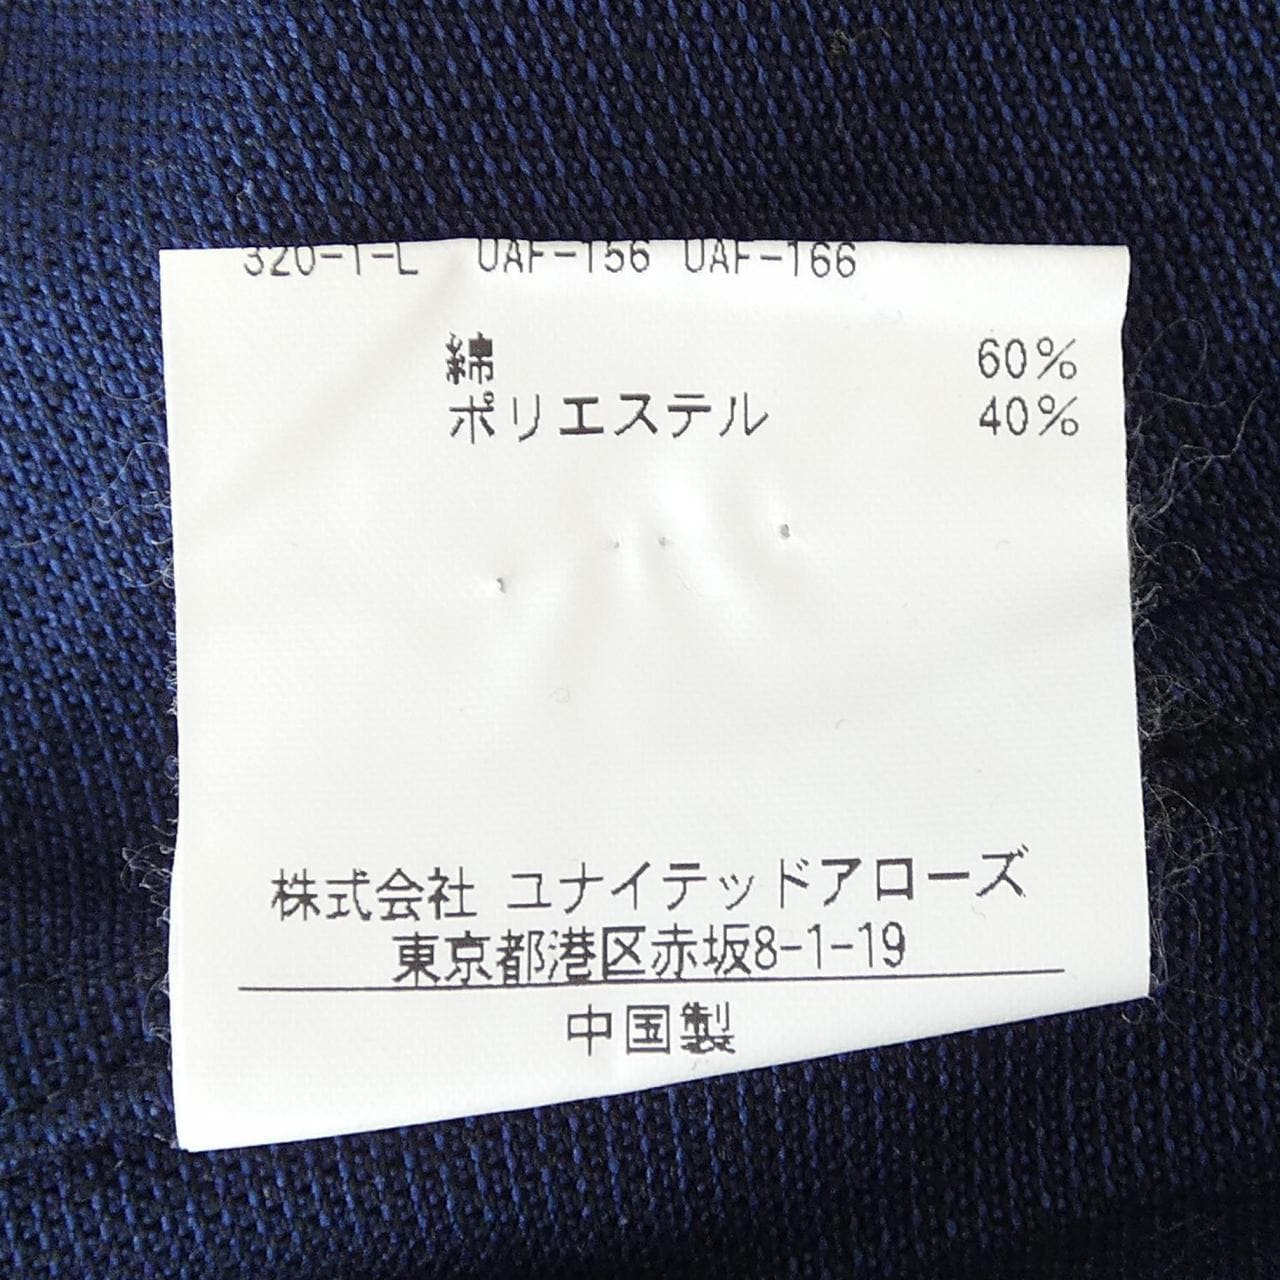 320-1-L UAF-156 UAF-166
綿 60%
ポリエステル 40%
株式会社 ユナイテッドアローズ
東京都港区赤坂8-1-19
中国製